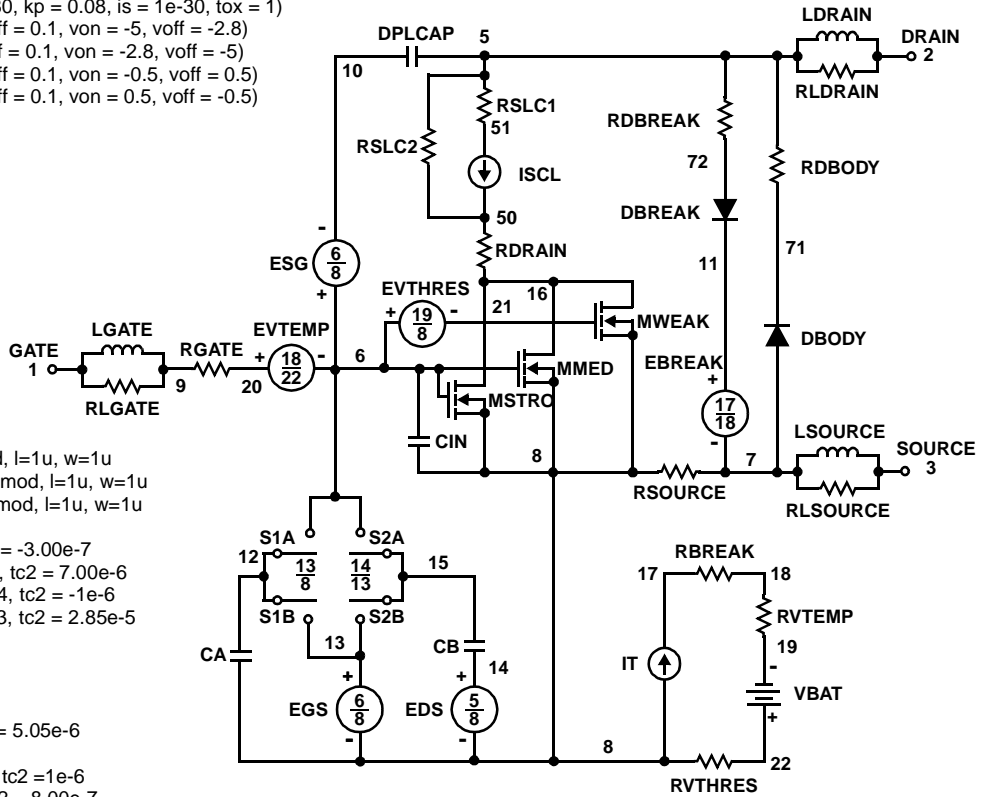 60, kp = 0.08, is = 1e-30, tox = 1)
off = 0.1, von = -5, voff = -2.8)
ff = 0.1, von = -2.8, voff = -5)
ff = 0.1, von = -0.5, voff = 0.5)
ff = 0.1, von = 0.5, voff = -0.5)
DPLCAP
5
LDRAIN
DRAIN
2
10
RLDRAIN
RSLC1
51
RSLC2
ISCL
RDBREAK
72
RDBODY
DBREAK
50
RDRAIN
71
11
ESG
-
6
8
+
EVTHRES
+
19
8
-
16
21
MWEAK
LGATE
EVTEMP
GATE
1
RGATE
+
18
22
-
6
MMED
EBREAK
DBODY
9
20
RLGATE
MSTRO
+
17
18
-
CIN
8
7
LSOURCE
SOURCE
3
RSOURCE
RLSOURCE
d, l=1u, w=1u
mod, l=1u, w=1u
mod, l=1u, w=1u
= -3.00e-7
, tc2 = 7.00e-6
4, tc2 = -1e-6
3, tc2 = 2.85e-5
S1A
S2A
12
13
8
14
13
15
S1B
S2B
RBREAK
17
18
RVTEMP
19
CA
13
CB
14
+
EGS
6
8
-
+
EDS
5
8
-
IT
-
VBAT
+
8
22
RVTHRES
= 5.05e-6
tc2 =1e-6